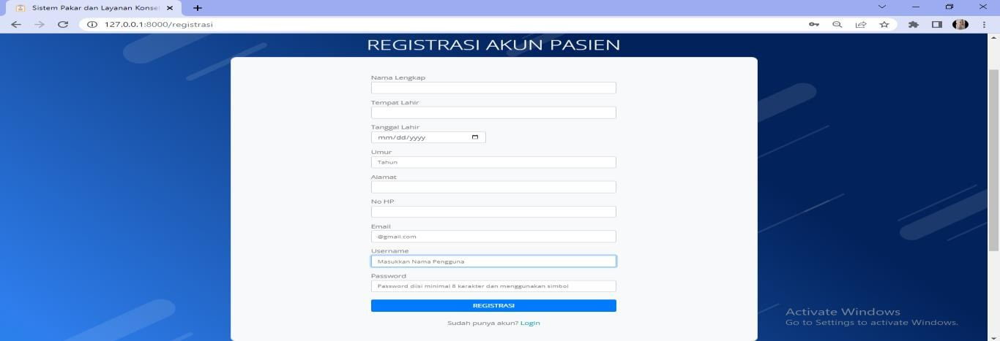 Sistem Pakar dan Layanan Konsel
127.0.0.1:8000/registrasi
REGISTRASI AKUN PASIEN
Nama Lengkap
Tempat Lahir
Tanggal Lahir
mm/dd/yyyy
Umur
Tahun
Alamat
No HP
Email
@gmail.com
Username
Masukkan Nama Pengguna
Password
Password diisi minimal 8 karakter dan menggunakan simbol
REGISTRASI
Sudah punya akun? Login
Activate Windows
Go to Settings to activate Windows.